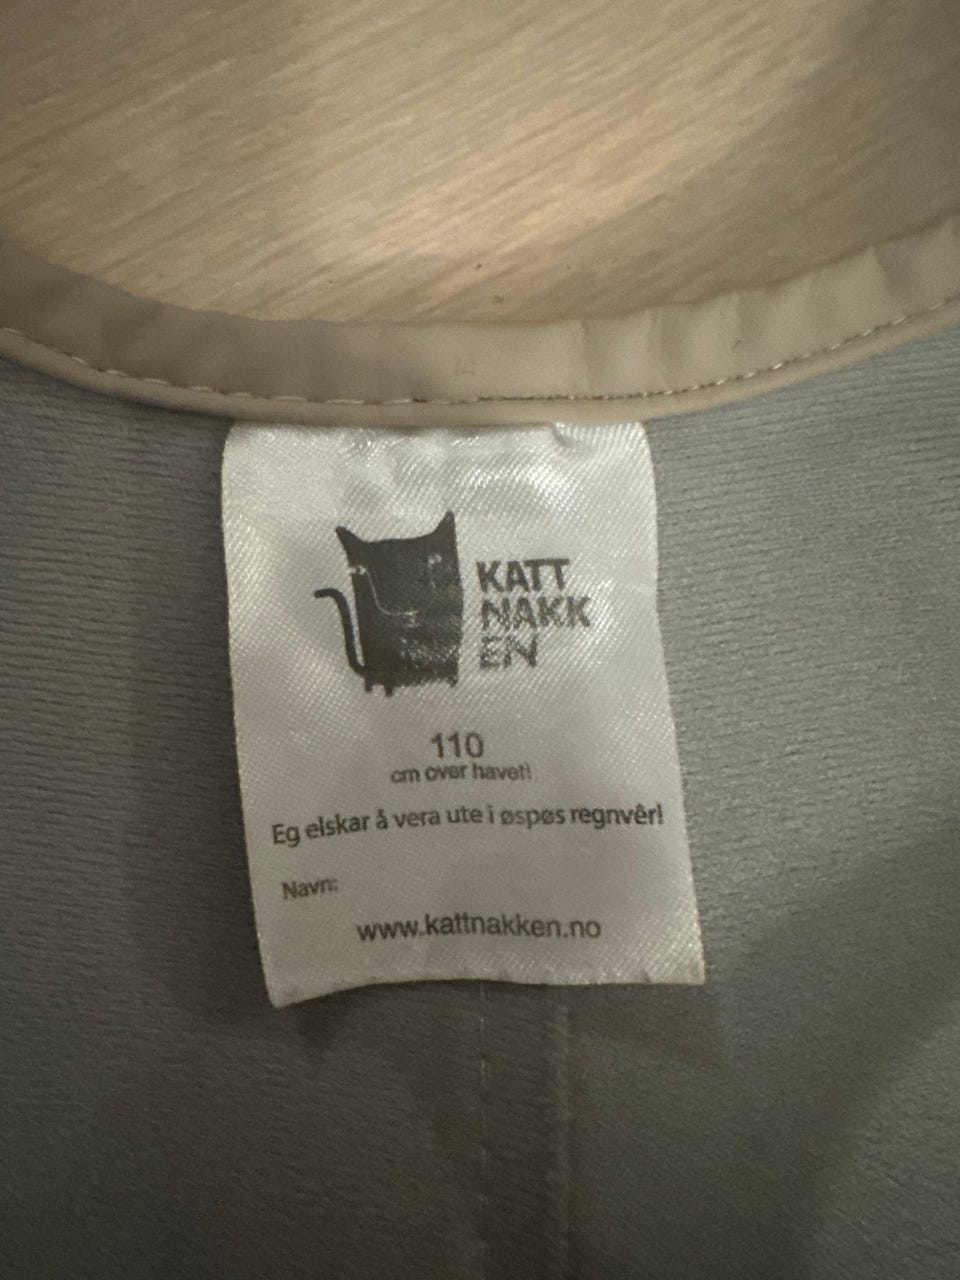 KATT
NAKK
EN
110
cm over havet!
Eg elskar å vera ute i øspøs regnvêr!
Navn:
www.kattnakken.no